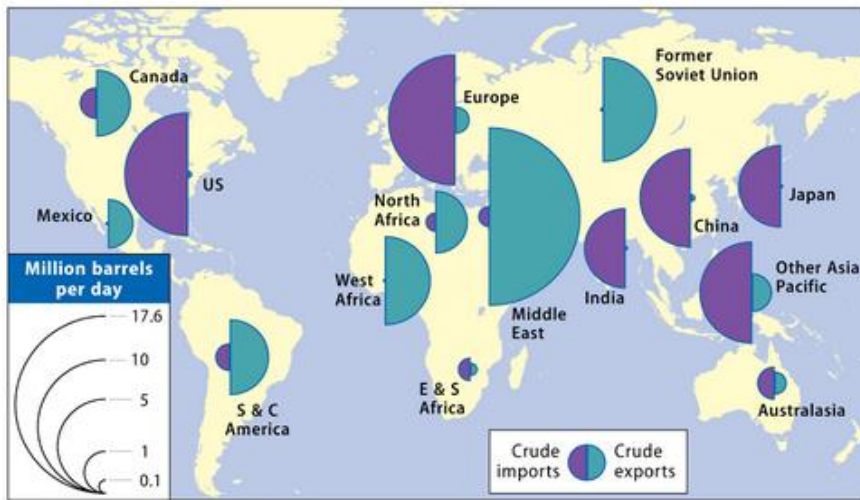 Canada
US
Mexico
Europe
Former
Soviet Union
North
Africa
West
Africa
Middle
East
India
China
Japan
Other Asia
Pacific
S & C
America
E & S
Africa
Australasia
Million barrels
per day
17.6
10
5
1
0.1
Crude
imports
Crude
exports